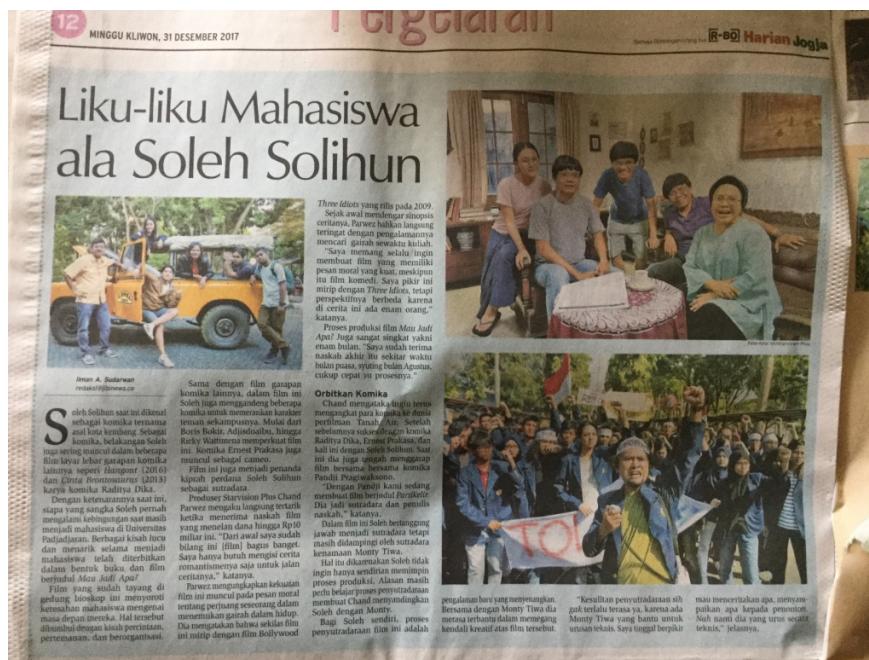 12
MINGGU KLIWON, 31 DESEMBER 2017
Pergelaran
R-80 Harian Jogja
Liku-liku Mahasiswa
ala Soleh Solihun
Iman A. Sudarwan
redaksi@jibinews.co
Soleh Solihun saat ini dikenal
sebagai komika ternama
asal kota kembang. Sebagai
komika, belakangan Soleh
juga sering muncul dalam beberapa
film layar lebar garapan komika
lainnya seperti Hangout (2016)
dan Cinta Brontosaurus (2013)
karya komika Raditya Dika.
Dengan ketenarannya saat ini,
siapa yang sangka Soleh pernah
mengalami kebingungan saat masih
menjadi mahasiswa di Universitas
Padjadjaran. Berbagai kisah lucu
dan menarik selama menjadi
mahasiswa telah diterbitkan
dalam bentuk buku dan film
berjudul Mau Jadi Apa?
Film yang sudah tayang di
gedung bioskop ini menyoroti
keresahan mahasiswa mengenai
masa depan mereka. Hal tersebut
dibumbui dengan kisah percintaan,
pertemanan, dan berorganisasi.
Sama dengan film garapan
komika lainnya, dalam film ini
Soleh juga menggandeng beberapa
komika untuk memerankan karakter
teman sekampusnya. Mulai dari
Boris Bokir, Adjisdoaibu, hingga
Ricky Wattimena memperkuat film
ini. Komika Ernest Prakasa juga
muncul sebagai cameo.
Film ini juga menjadi penanda
kiprah perdana Soleh Solihun
sebagai sutradara.
Produser Starvision Plus Chand
Parwez mengaku langsung tertarik
ketika menerima naskah film
yang menelan dana hingga Rp10
miliar ini. "Dari awal saya sudah
bilang ini [film] bagus banget.
Saya hanya butuh mengisi cerita
romantismenya saja untuk jalan
ceritanya," katanya.
Parwez mengungkapkan kekuatan
film ini muncul pada pesan moral
tentang perjuang seseorang dalam
menemukan gairah dalam hidup.
Dia mengatakan bahwa sekilas film
ini mirip dengan film Bollywood
Three Idiots yang rilis pada 2009.
Sejak awal mendengar sinopsis
ceritanya, Parwez bahkan langsung
teringat dengan pengalamannya
mencari gairah sewaktu kuliah.
"Saya memang selalu ingin
membuat film yang memiliki
pesan moral yang kuat, meskipun
itu film komedi. Saya pikir ini
mirip dengan Three Idiots, tetapi
perspektifnya berbeda karena
di cerita ini ada enam orang,"
katanya.
Proses produksi film Mau Jadi
Apa? Juga sangat singkat yakni
enam bulan. "Saya sudah terima
naskah akhir itu sekitar waktu
bulan puasa, syuting bulan Agustus,
cukup cepat yu prosesnya."
Orbitkan Komika
Chand mengatakan ingin terus
mengangkat para komika ke dunia
perfilman Tanah Air. Setelah
sebelumnya sukses dengan komika
Raditya Dika, Ernest Prakasa, dan
kali ini dengan Soleh Solihun. Saat
ini dia juga tengah menggarap
film bersama bersama komika
Pandji Pragiwaksono.
"Dengan Pandji kami sedang
membuat film berjudul Partikelir.
Dia jadi sutradara dan penulis
naskah," katanya.
Dalam film ini Soleh bertanggung
jawab menjadi sutradara tetapi
masih didampingi oleh sutradara
kenamaan Monty Tiwa.
Hal itu dikarenakan Soleh tidak
ingin hanya sendirian memimpin
proses produksi. Alasan masih
perlu belajar proses penyutradaraan
membuat Chand menyandingkan
Soleh dengan Monty.
Bagi Soleh sendiri, proses
penyutradaraan film ini adalah
TOL
pengalaman baru yang menyenangkan.
Bersama dengan Monty Tiwa dia
merasa terbantu dalam memegang
kendali kreatif atas film tersebut.
"Kesulitan penyutradaraan sih
gak terlalu terasa ya, karena ada
Monty Tiwa yang bantu untuk
urusan teknis. Saya tinggal berpikir
mau menceritakan apa, menyam-
paikan apa kepada penonton.
Nah nanti dia yang urus secara
teknis," jelasnya.